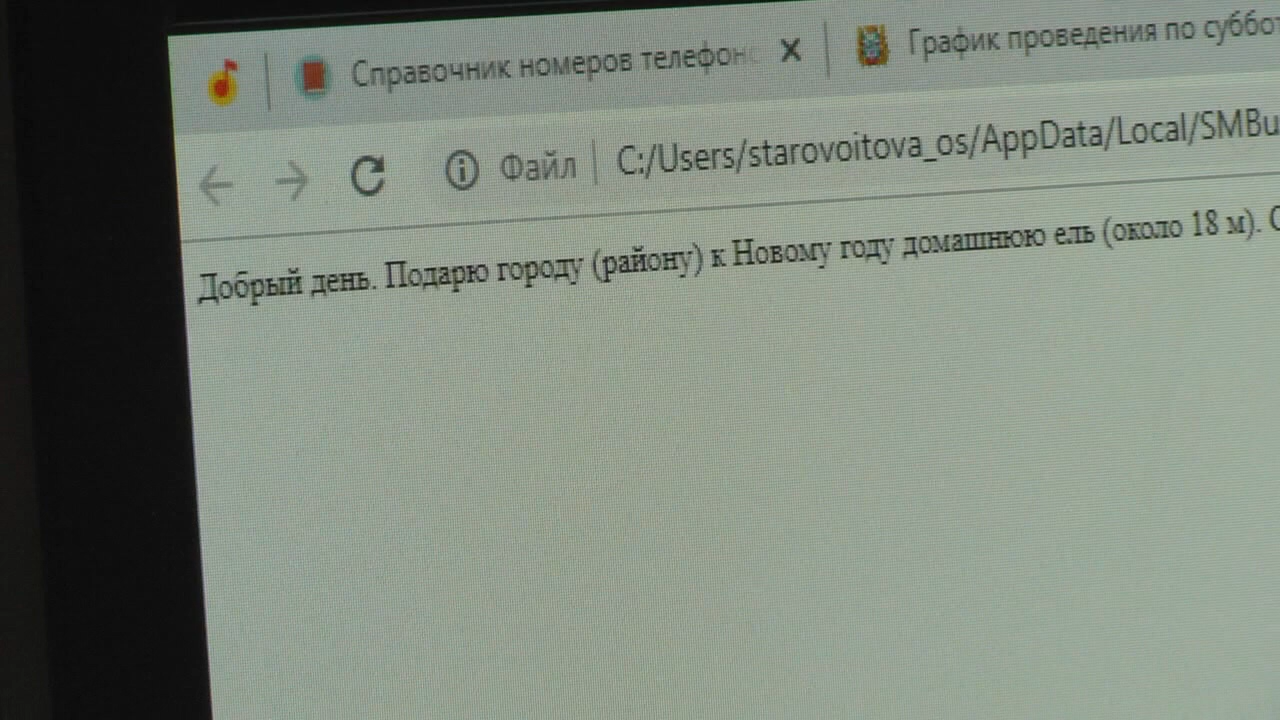 Справочник номеров телефоно
График проведения по суббот
Файл C:/Users/starovoitova_os/AppData/Local/SMBu
Добрый день. Подарю городу (району) к Новому году домашнюю ель (около 18 м). С